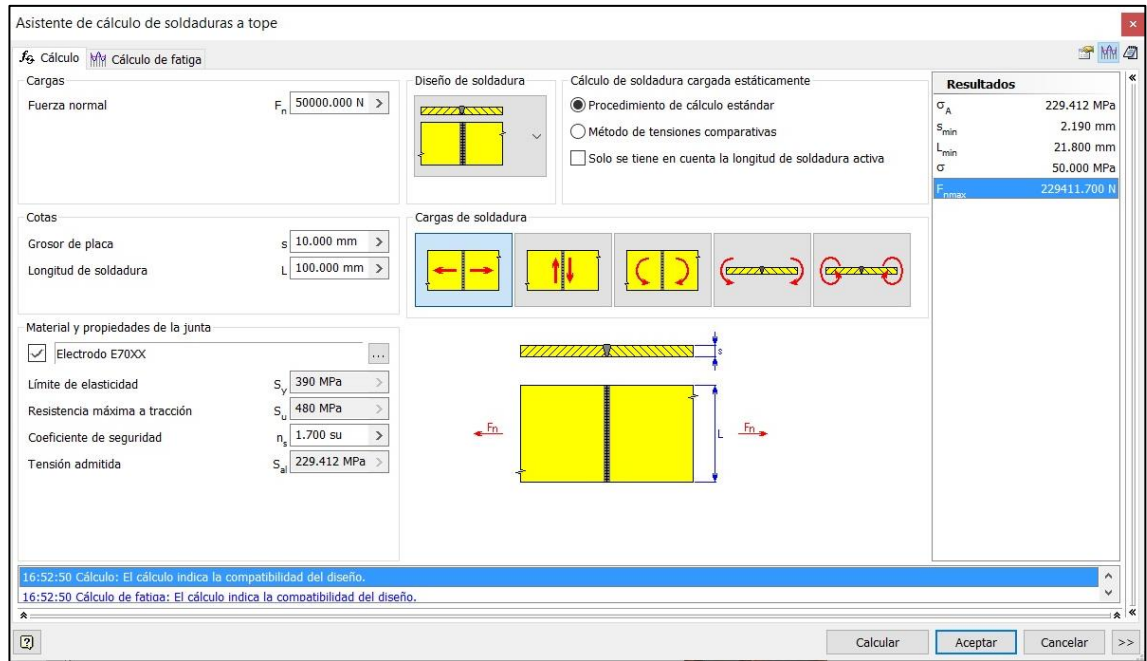 Asistente de cálculo de soldaduras a tope
Cálculo
Cálculo de fatiga
Cargas
Fuerza normal Fn 50000.000 N
Diseño de soldadura
Cálculo de soldadura cargada estáticamente
Procedimiento de cálculo estándar
Método de tensiones comparativas
Solo se tiene en cuenta la longitud de soldadura activa
Resultados
σA 229.412 MPa
smin 2.190 mm
Lmin 21.800 mm
σ 50.000 MPa
Fnmax 229411.700 N
Cotas
Grosor de placa s 10.000 mm
Longitud de soldadura L 100.000 mm
Cargas de soldadura
Material y propiedades de la junta
Electrodo E70XX ...
Límite de elasticidad Sy 390 MPa
Resistencia máxima a tracción Su 480 MPa
Coeficiente de seguridad ns 1.700 su
Tensión admitida Sal 229.412 MPa
s
Fn
L
Fn
16:52:50 Cálculo: El cálculo indica la compatibilidad del diseño.
16:52:50 Cálculo de fatiga: El cálculo indica la compatibilidad del diseño.
?
Calcular
Aceptar
Cancelar
>>